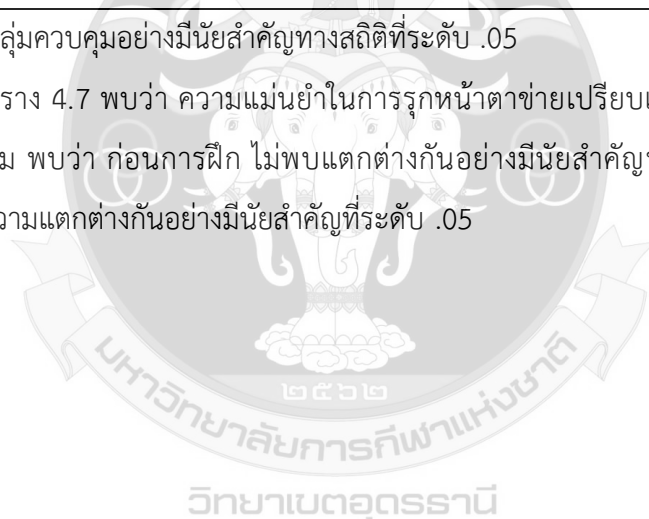 ลุ่มควบคุมอย่างมีนัยสำคัญทางสถิติที่ระดับ .05
ราง 4.7 พบว่า ความแม่นยำในการรุกหน้าตาข่ายเปรียบเ
ม พบว่า ก่อนการฝึก ไม่พบแตกต่างกันอย่างมีนัยสำคัญ
วามแตกต่างกันอย่างมีนัยสำคัญที่ระดับ .05
๒๕๖๒
มหาวิทยาลัยการกีฬาแห่งชาติ
วิทยาเขตอุดรธานี